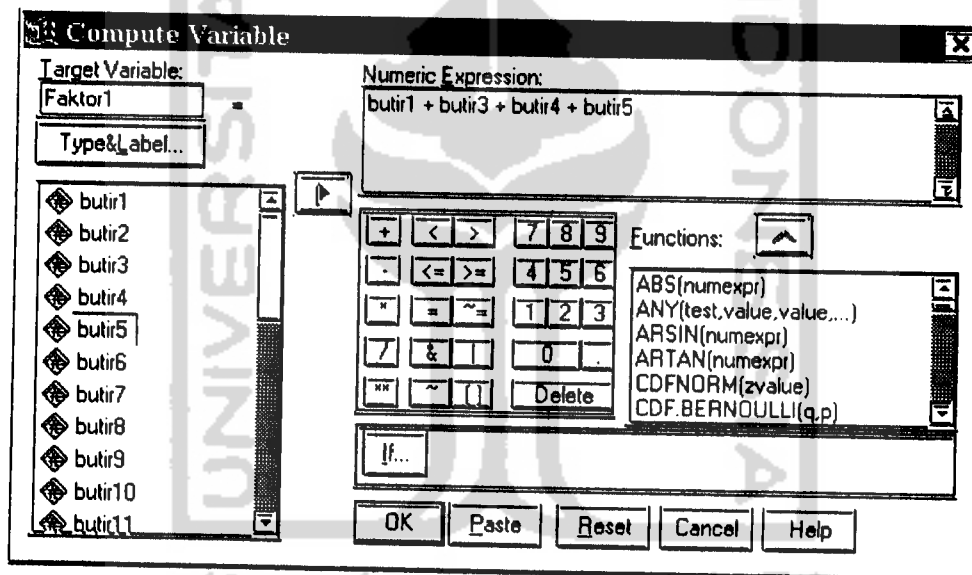 Compute Variable
Target Variable:
Faktor1 =
Type&Label...
Numeric Expression:
butir1 + butir3 + butir4 + butir5
butir1
butir2
butir3
butir4
butir5
butir6
butir7
butir8
butir9
butir10
butir11
+ < > 7 8 9
- <= >= 4 5 6
* = ~= 1 2 3
/ & | 0 .
** ~ () Delete
Functions:
ABS(numexpr)
ANY(test,value,value,...)
ARSIN(numexpr)
ARTAN(numexpr)
CDFNORM(zvalue)
CDF.BERNOULLI(q,p)
If...
OK Paste Reset Cancel Help